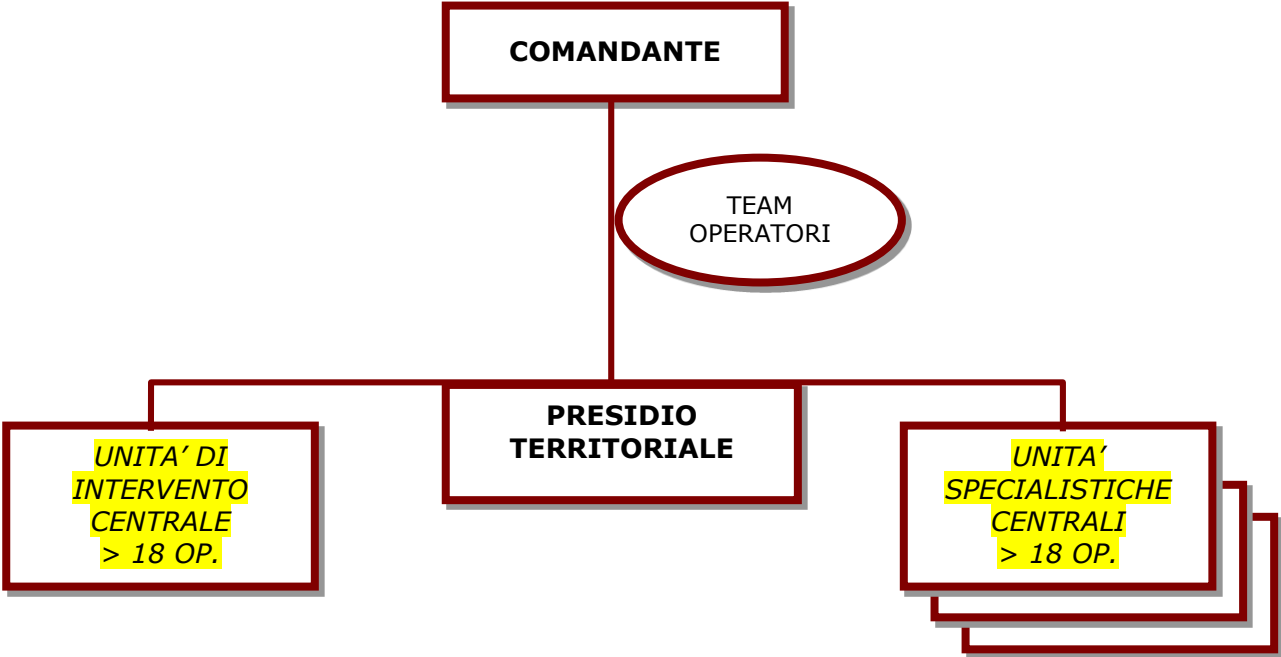 COMANDANTE
TEAM
OPERATORI
PRESIDIO
TERRITORIALE
UNITA’ DI
INTERVENTO
CENTRALE
> 18 OP.
UNITA’
SPECIALISTICHE
CENTRALI
> 18 OP.